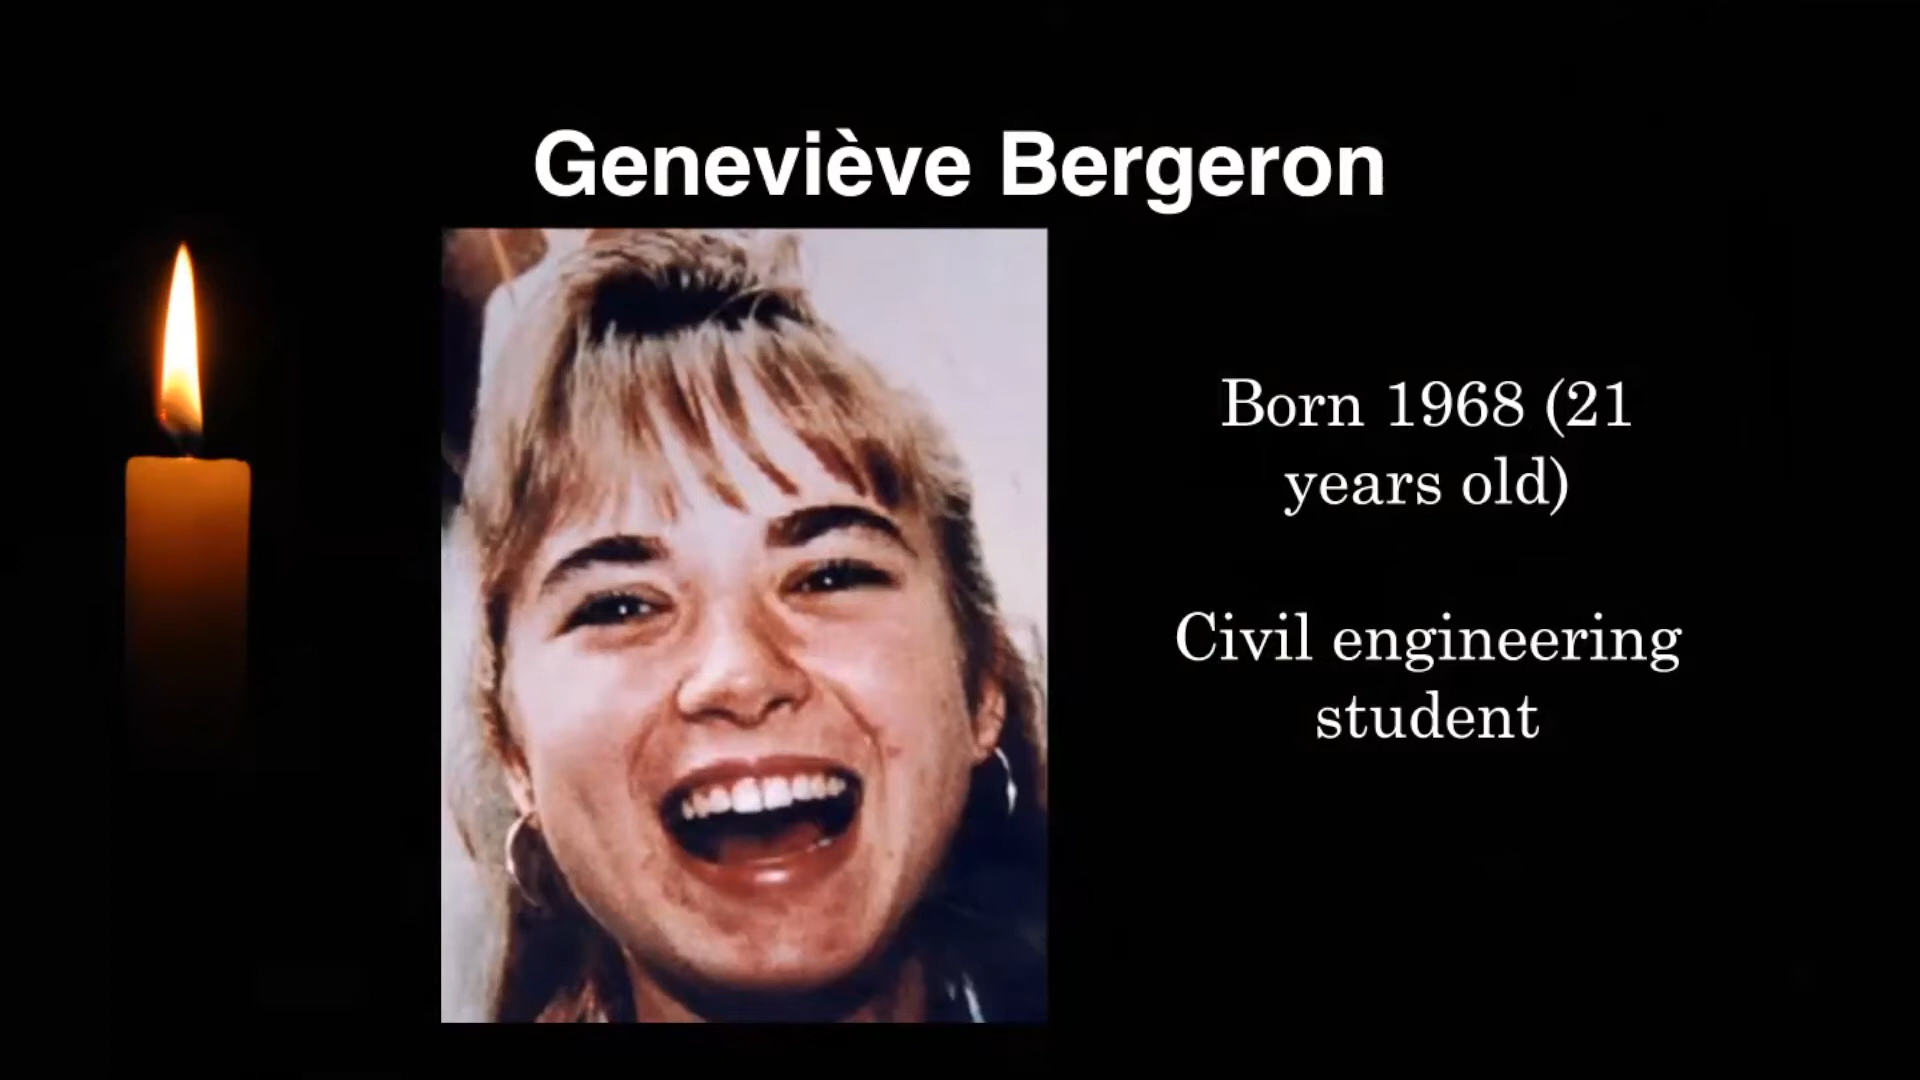 Geneviève Bergeron
Born 1968 (21
years old)
Civil engineering
student